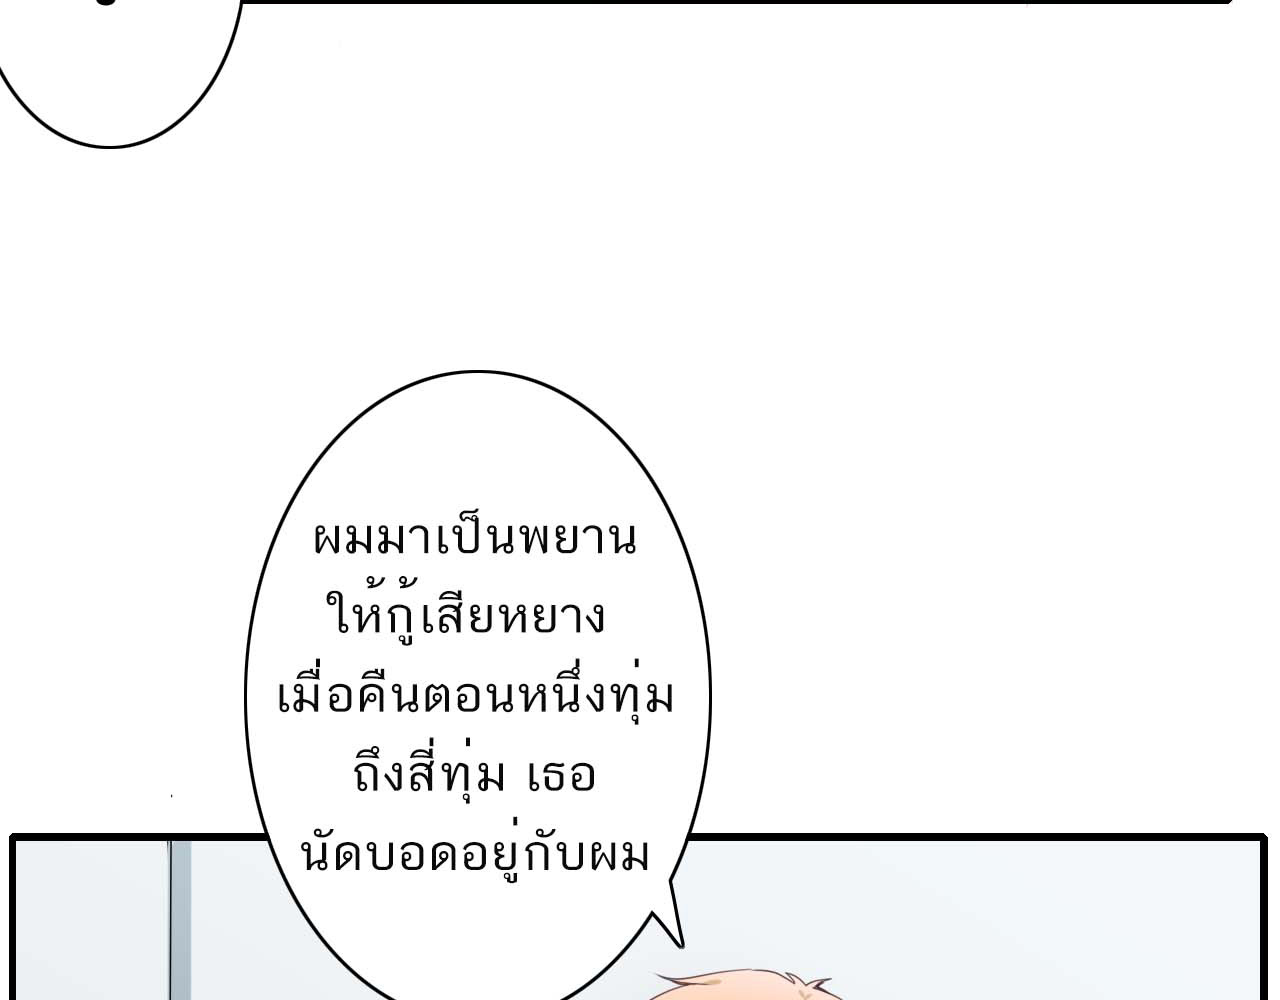 ผมมาเป็นพยาน
ให้กู้เสียหยาง
เมื่อคืนตอนหนึ่งทุ่ม
ถึงสี่ทุ่ม เธอ
นัดบอดอยู่กับผม